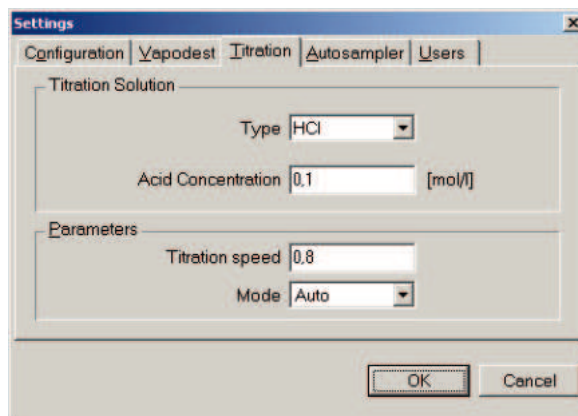 Settings
Configuration Vapodest Titration Autosampler Users
Titration Solution
Type HCl
Acid Concentration 0,1 [mol/l]
Parameters
Titration speed 0,8
Mode Auto
OK Cancel